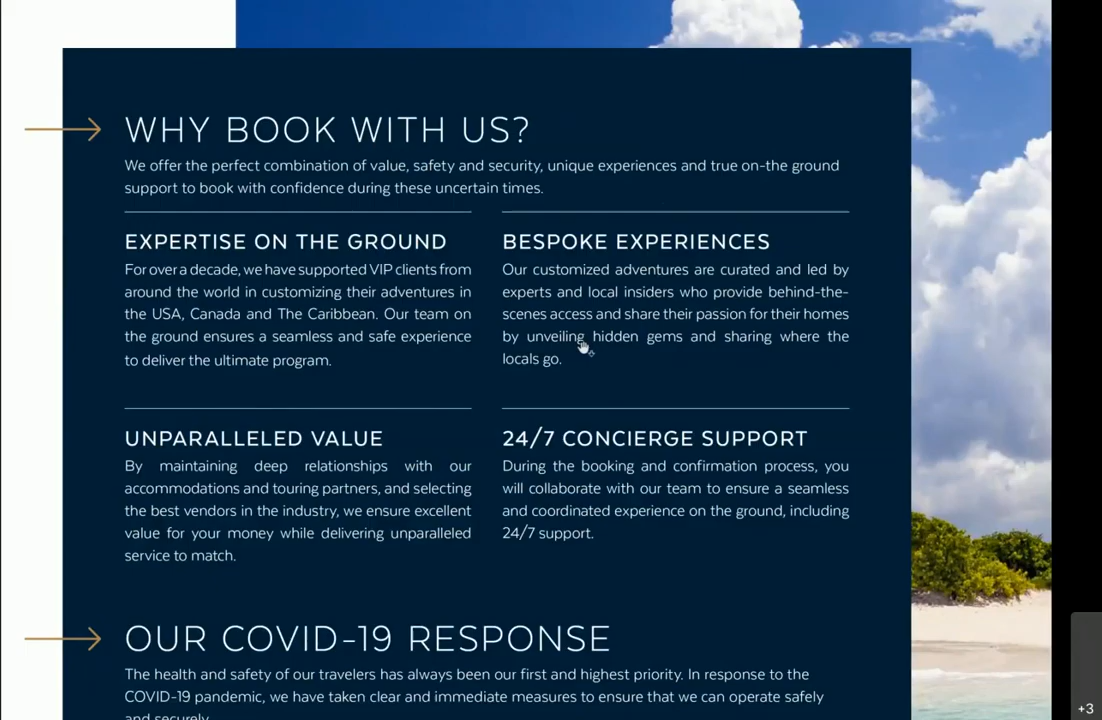 WHY BOOK WITH US?
We offer the perfect combination of value, safety and security, unique experiences and true on-the ground
support to book with confidence during these uncertain times.
EXPERTISE ON THE GROUND
For over a decade, we have supported VIP clients from
around the world in customizing their adventures in
the USA, Canada and The Caribbean. Our team on
the ground ensures a seamless and safe experience
to deliver the ultimate program.
BESPOKE EXPERIENCES
Our customized adventures are curated and led by
experts and local insiders who provide behind-the-
scenes access and share their passion for their homes
by unveiling hidden gems and sharing where the
locals go.
UNPARALLELED VALUE
By maintaining deep relationships with our
accommodations and touring partners, and selecting
the best vendors in the industry, we ensure excellent
value for your money while delivering unparalleled
service to match.
24/7 CONCIERGE SUPPORT
During the booking and confirmation process, you
will collaborate with our team to ensure a seamless
and coordinated experience on the ground, including
24/7 support.
OUR COVID-19 RESPONSE
The health and safety of our travelers has always been our first and highest priority. In response to the
COVID-19 pandemic, we have taken clear and immediate measures to ensure that we can operate safely
and securely.
+3